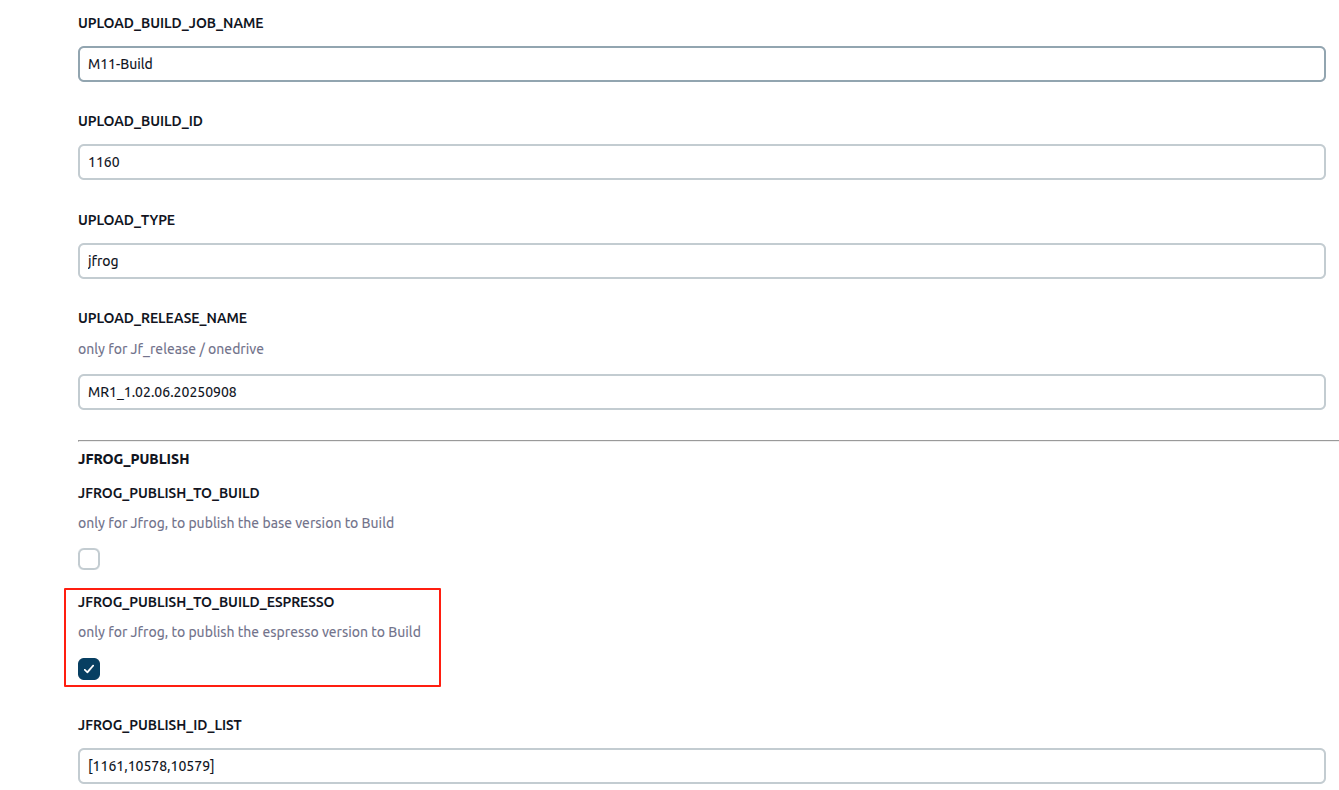 UPLOAD_BUILD_JOB_NAME
M11-Build
UPLOAD_BUILD_ID
1160
UPLOAD_TYPE
jfrog
UPLOAD_RELEASE_NAME
only for Jf_release / onedrive
MR1_1.02.06.20250908
JFROG_PUBLISH
JFROG_PUBLISH_TO_BUILD
only for Jfrog, to publish the base version to Build
JFROG_PUBLISH_TO_BUILD_ESPRESSO
only for Jfrog, to publish the espresso version to Build
JFROG_PUBLISH_ID_LIST
[1161,10578,10579]